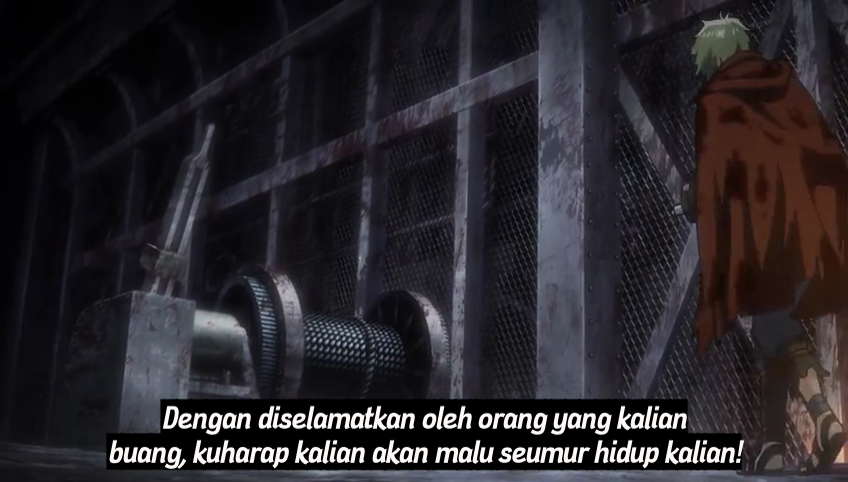 Dengan diselamatkan oleh orang yang kalian
buang, kuharap kalian akan malu seumur hidup kalian!